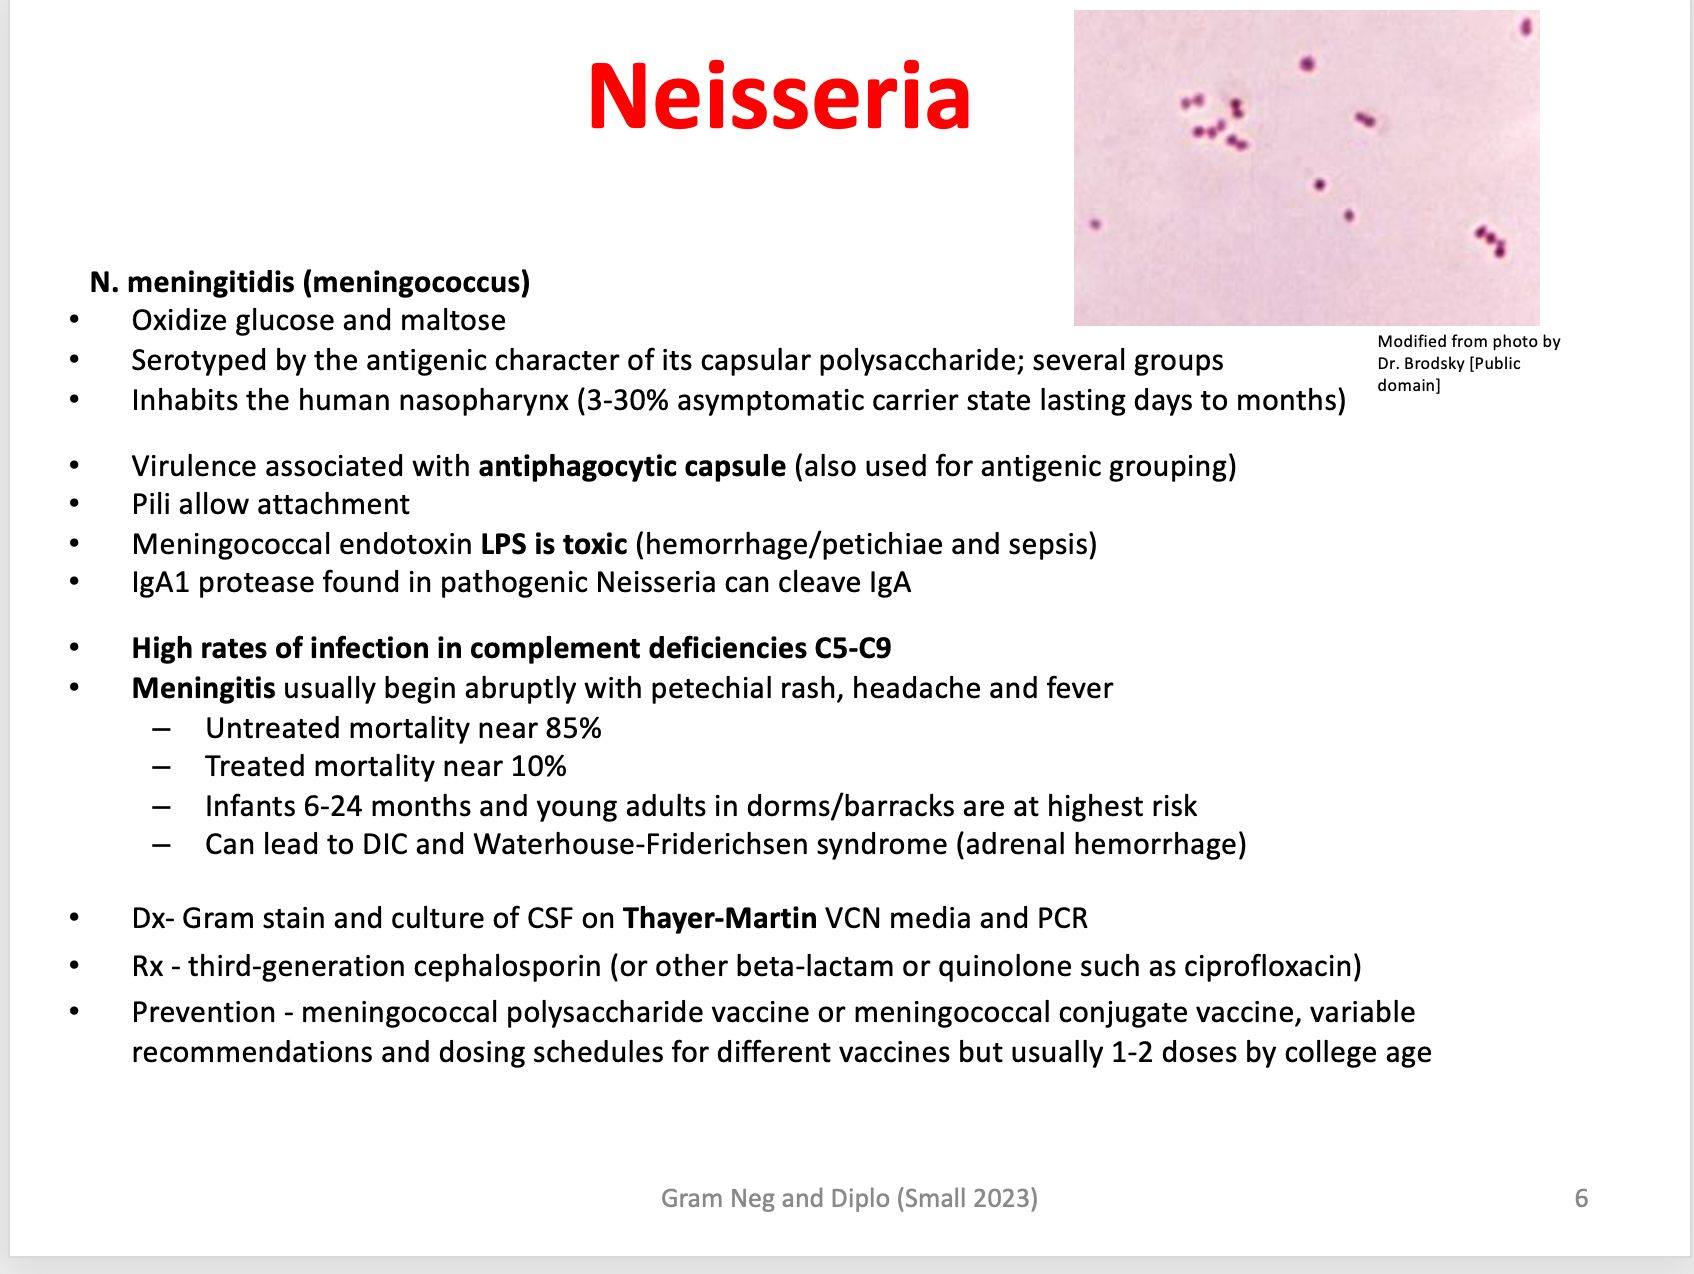 Neisseria
Modified from photo by
Dr. Brodsky [Public
domain]
N. meningitidis (meningococcus)
• Oxidize glucose and maltose
• Serotyped by the antigenic character of its capsular polysaccharide; several groups
• Inhabits the human nasopharynx (3-30% asymptomatic carrier state lasting days to months)
• Virulence associated with antiphagocytic capsule (also used for antigenic grouping)
• Pili allow attachment
• Meningococcal endotoxin LPS is toxic (hemorrhage/petichiae and sepsis)
• IgA1 protease found in pathogenic Neisseria can cleave IgA
• High rates of infection in complement deficiencies C5-C9
• Meningitis usually begin abruptly with petechial rash, headache and fever
– Untreated mortality near 85%
– Treated mortality near 10%
– Infants 6-24 months and young adults in dorms/barracks are at highest risk
– Can lead to DIC and Waterhouse-Friderichsen syndrome (adrenal hemorrhage)
• Dx- Gram stain and culture of CSF on Thayer-Martin VCN media and PCR
• Rx - third-generation cephalosporin (or other beta-lactam or quinolone such as ciprofloxacin)
• Prevention - meningococcal polysaccharide vaccine or meningococcal conjugate vaccine, variable
recommendations and dosing schedules for different vaccines but usually 1-2 doses by college age
Gram Neg and Diplo (Small 2023)
6